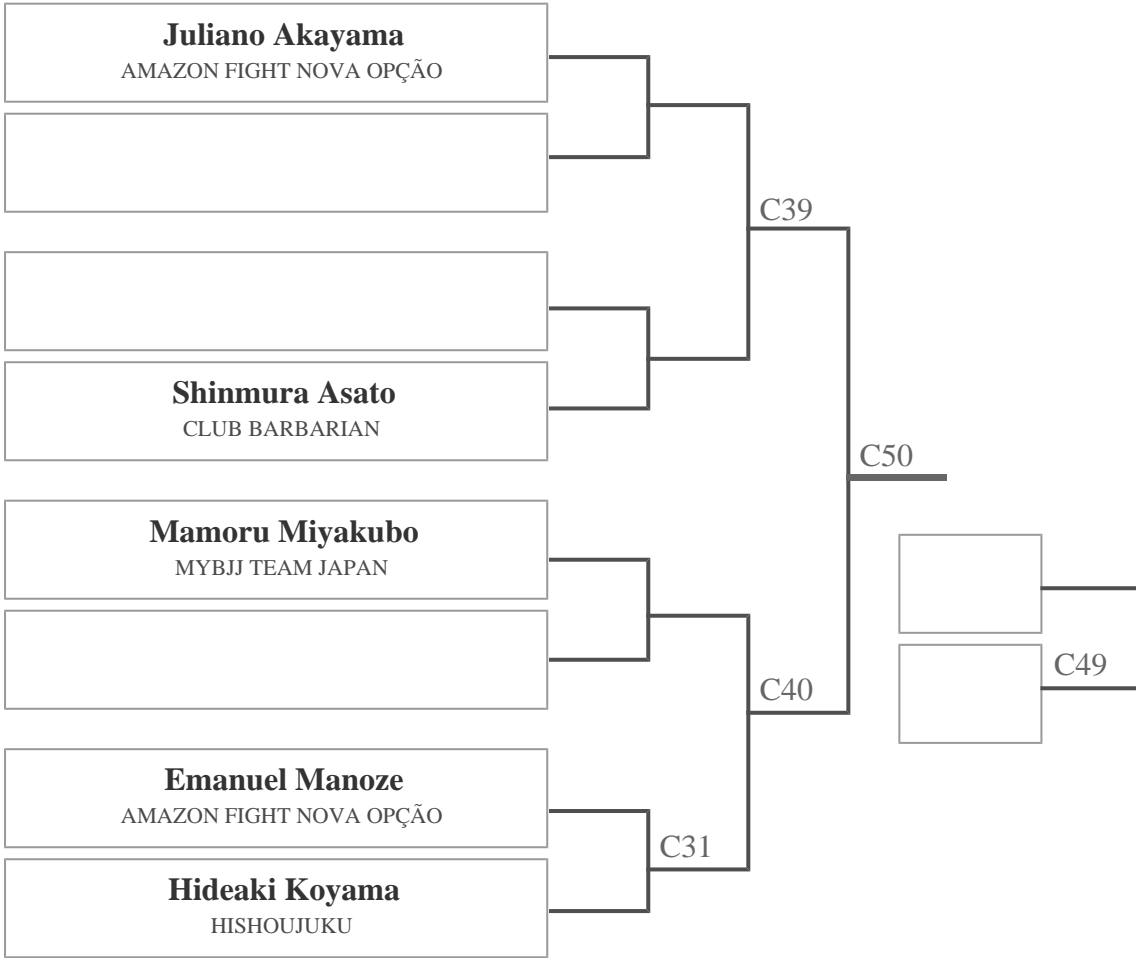 Juliano Akayama
AMAZON FIGHT NOVA OPÇÃO
C39
Shinmura Asato
CLUB BARBARIAN
C50
Mamoru Miyakubo
MYBJJ TEAM JAPAN
C49
C40
Emanuel Manoze
AMAZON FIGHT NOVA OPÇÃO
C31
Hideaki Koyama
HISHOUJUKU